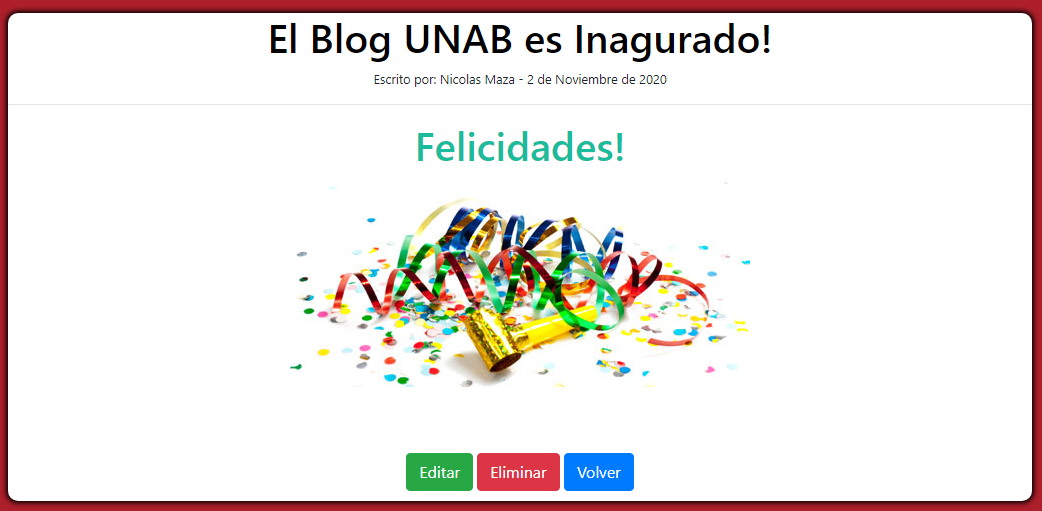 El Blog UNAB es Inagurado!
Escrito por: Nicolas Maza - 2 de Noviembre de 2020
Felicidades!
Editar Eliminar Volver